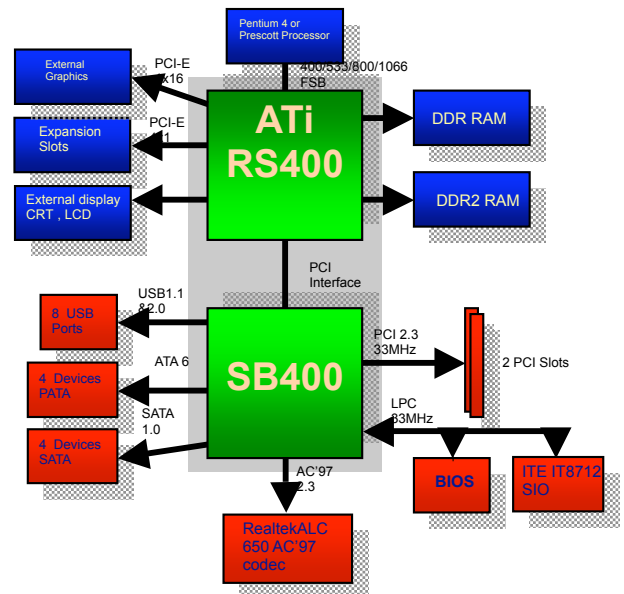 Pentium 4 or
Prescott Processor
400/533/800/1066
FSB
PCI-E
x16
External
Graphics
ATi
RS400
DDR RAM
PCI-E
Expansion
Slots
DDR2 RAM
External display
CRT , LCD
PCI
Interface
USB1.1
&2.0
8 USB
Ports
SB400
PCI 2.3
33MHz
2 PCI Slots
ATA 6
4 Devices
PATA
SATA
1.0
4 Devices
SATA
LPC
33MHz
BIOS
ITE IT8712
SIO
AC'97
2.3
RealtekALC
650 AC'97
codec